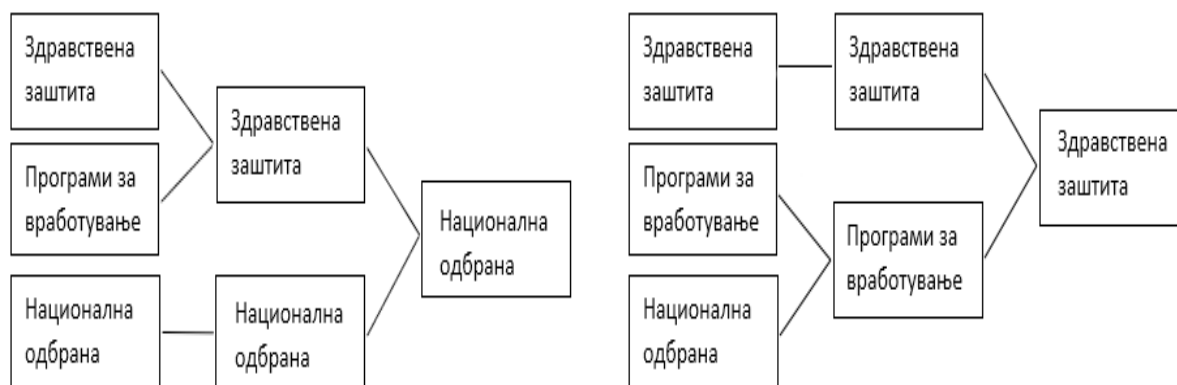 Здравствена
заштита
Програми за
вработување
Национална
одбрана
Здравствена
заштита
Национална
одбрана
Национална
одбрана
Здравствена
заштита
Програми за
вработување
Национална
одбрана
Здравствена
заштита
Програми за
вработување
Здравствена
заштита